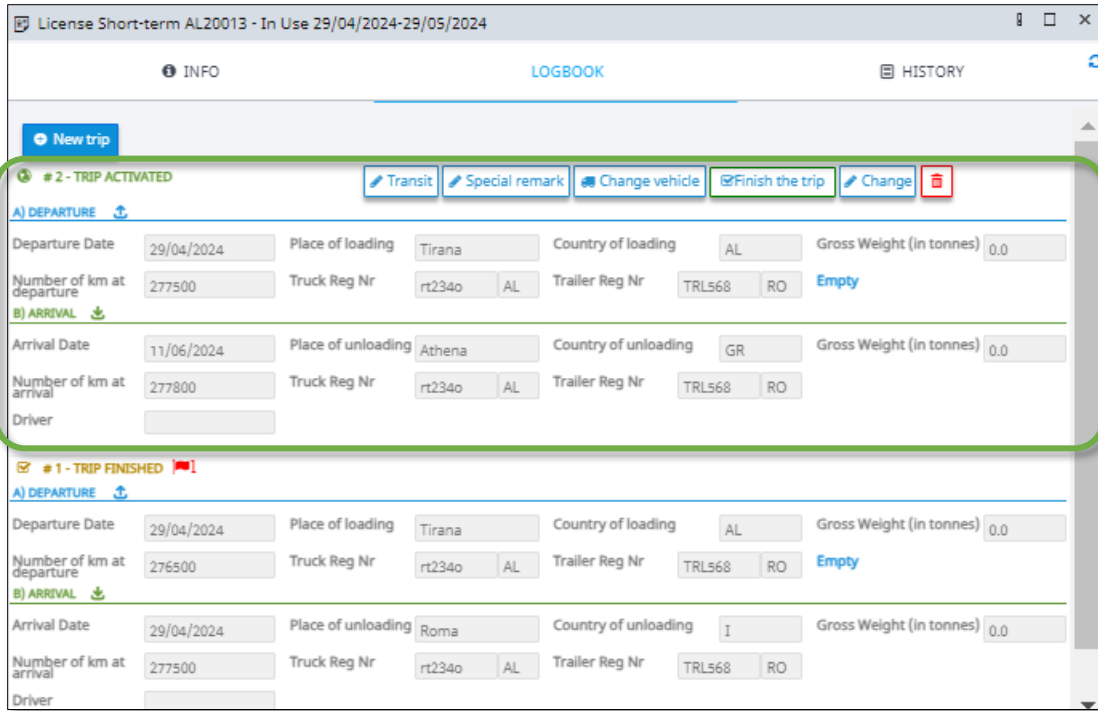 License Short-term AL20013 - In Use 29/04/2024-29/05/2024
INFO LOGBOOK HISTORY
New trip
# 2 - TRIP ACTIVATED Transit Special remark Change vehicle Finish the trip Change
A) DEPARTURE
Departure Date 29/04/2024 Place of loading Tirana Country of loading AL Gross Weight (in tonnes) 0.0
Number of km at departure 277500 Truck Reg Nr rt234o AL Trailer Reg Nr TRL568 RO Empty
B) ARRIVAL
Arrival Date 11/06/2024 Place of unloading Athena Country of unloading GR Gross Weight (in tonnes) 0.0
Number of km at arrival 277800 Truck Reg Nr rt234o AL Trailer Reg Nr TRL568 RO
Driver
# 1 - TRIP FINISHED
A) DEPARTURE
Departure Date 29/04/2024 Place of loading Tirana Country of loading AL Gross Weight (in tonnes) 0.0
Number of km at departure 276500 Truck Reg Nr rt234o AL Trailer Reg Nr TRL568 RO Empty
B) ARRIVAL
Arrival Date 29/04/2024 Place of unloading Roma Country of unloading I Gross Weight (in tonnes) 0.0
Number of km at arrival 277500 Truck Reg Nr rt234o AL Trailer Reg Nr TRL568 RO
Driver